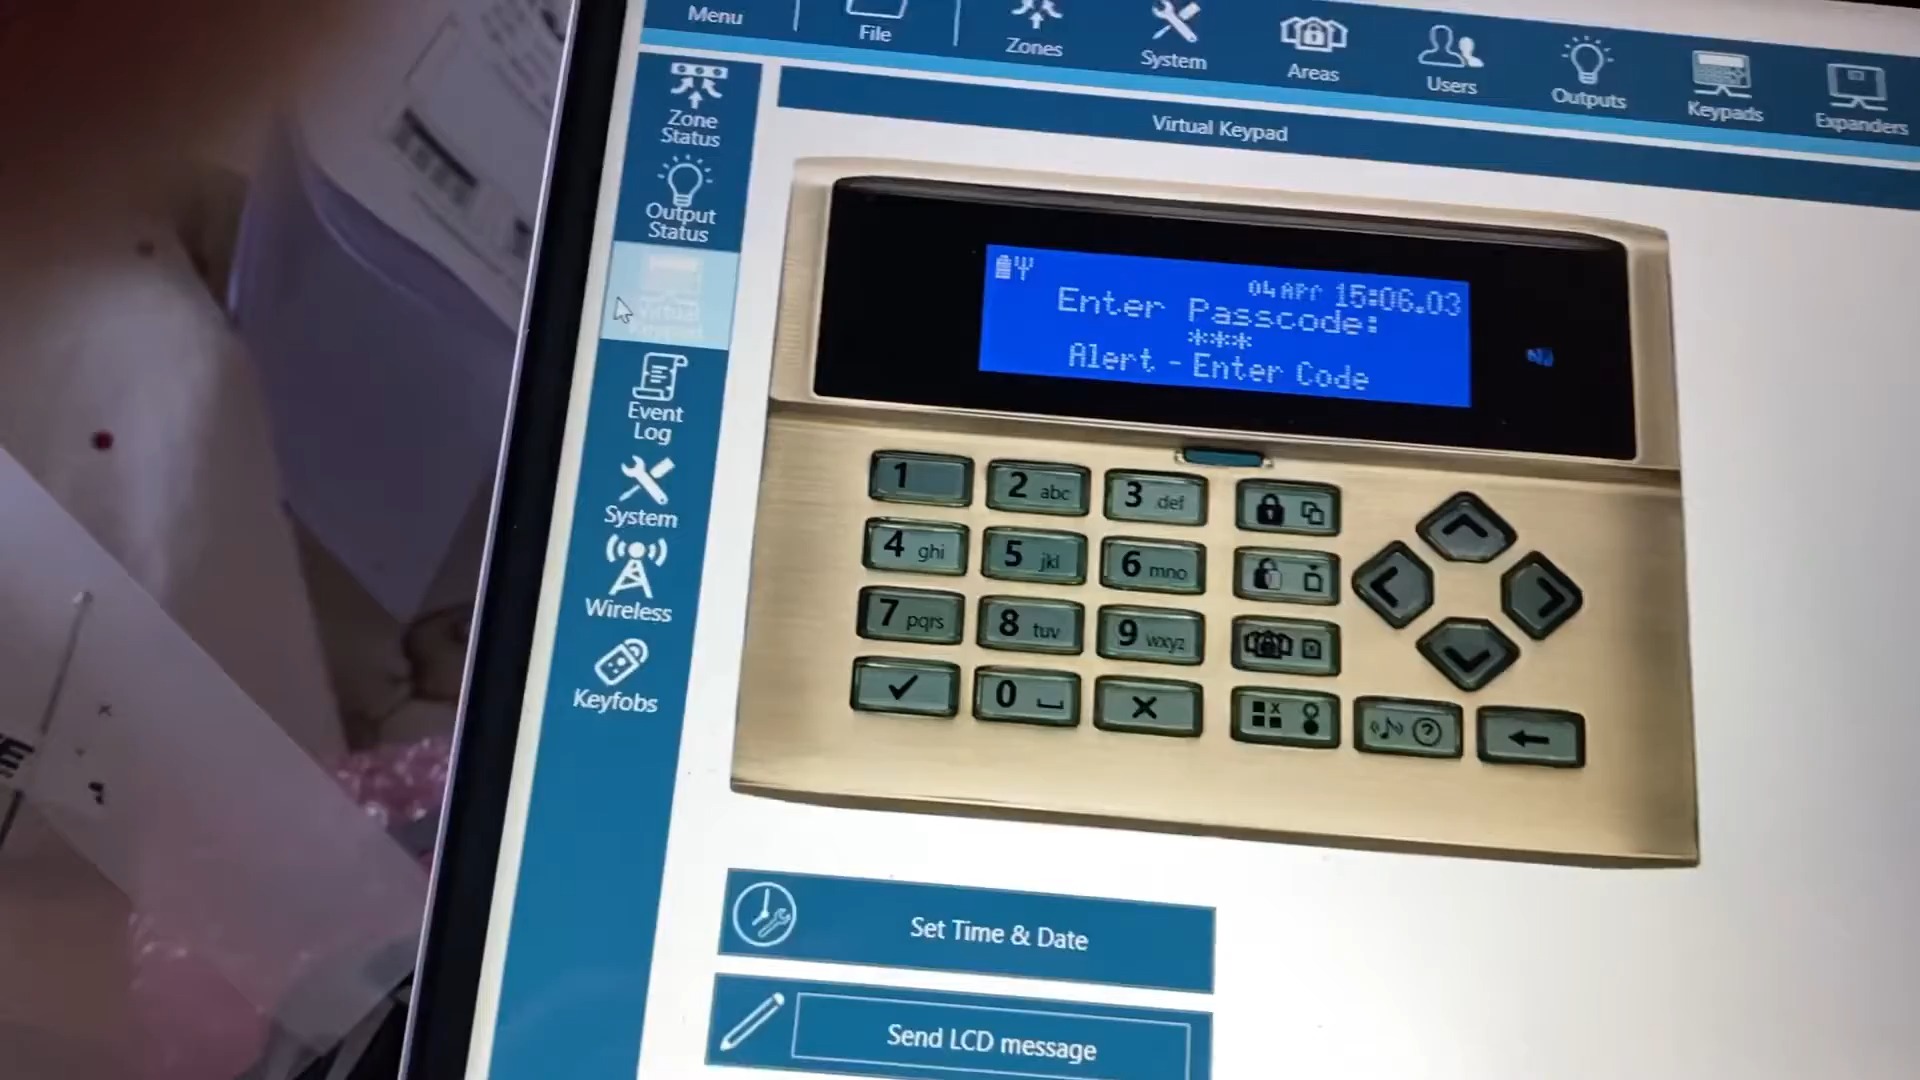 Menu
File
Zones
System
Areas
Users
Outputs
Keypads
Expanders
Virtual Keypad
Zone
Status
Output
Status
Virtual
Keypad
Event
Log
System
Wireless
Keyfobs
04 Apr 15:06.03
Enter Passcode:
***
Alert - Enter Code
1
2 abc
3 def
4 ghi
5 jkl
6 mno
7 pqrs
8 tuv
9 wxyz
0
?
Set Time & Date
Send LCD message